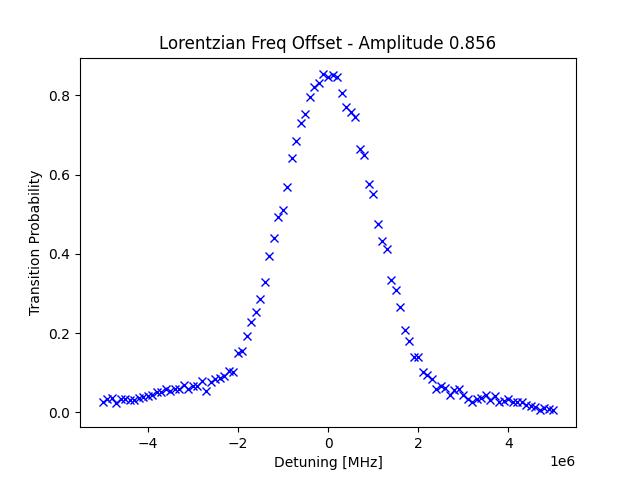 Lorentzian Freq Offset - Amplitude 0.856
Transition Probability
0.8
0.6
0.4
0.2
0.0
−4
−2
0
2
4
1e6
Detuning [MHz]